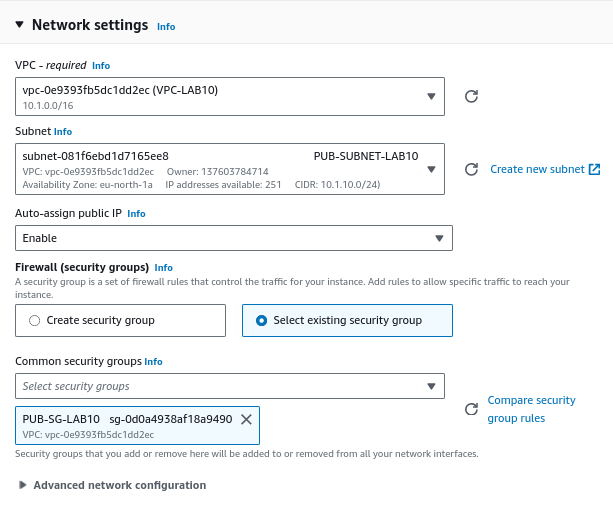 Network settings Info
VPC - required Info
vpc-0e9393fb5dc1dd2ec (VPC-LAB10)
10.1.0.0/16
Subnet Info
subnet-081f6ebd1d7165ee8 PUB-SUBNET-LAB10
VPC: vpc-0e9393fb5dc1dd2ec Owner: 137603784714
Availability Zone: eu-north-1a IP addresses available: 251 CIDR: 10.1.10.0/24)
Create new subnet
Auto-assign public IP Info
Enable
Firewall (security groups) Info
A security group is a set of firewall rules that control the traffic for your instance. Add rules to allow specific traffic to reach your
instance.
Create security group
Select existing security group
Common security groups Info
Select security groups
Compare security
group rules
PUB-SG-LAB10 sg-0d0a4938af18a9490
VPC: vpc-0e9393fb5dc1dd2ec
Security groups that you add or remove here will be added to or removed from all your network interfaces.
Advanced network configuration